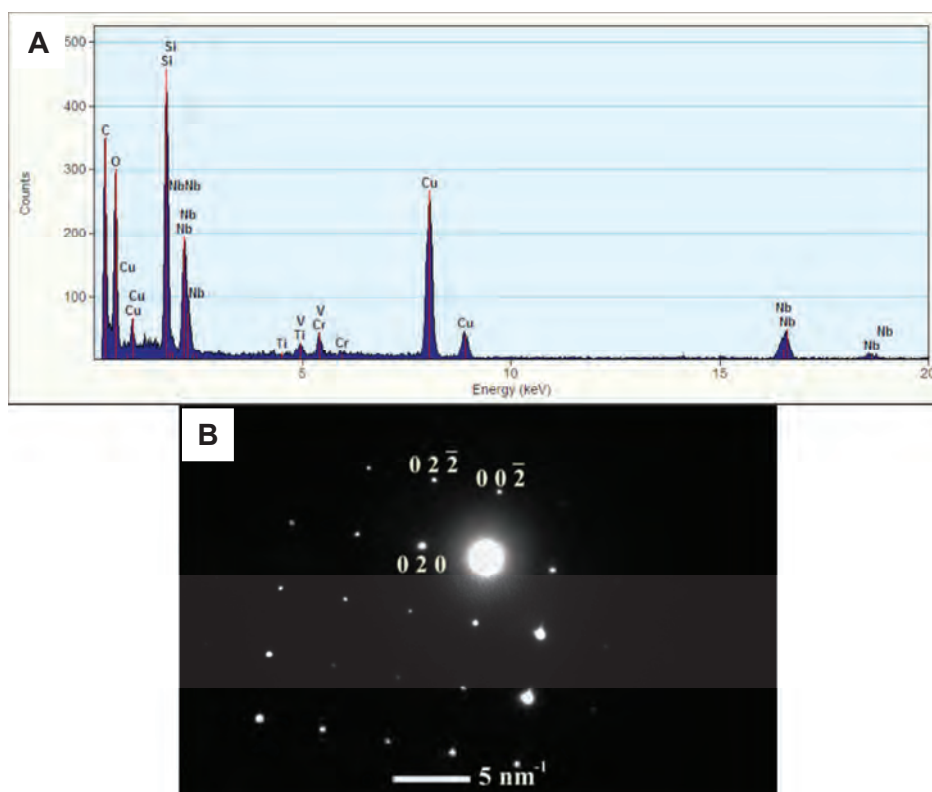 A
500
400
300
200
100
Counts
C
O
Cu
Cu
Cu
Si
Si
NbNb
Nb
Nb
Nb
Ti
V
Ti
V
Cr
Cr
Cu
Cu
Nb
Nb
Nb
Nb
5
10
15
20
Energy (keV)
B
0 2 2̅
0 0 2̅
0 2 0
5 nm⁻¹